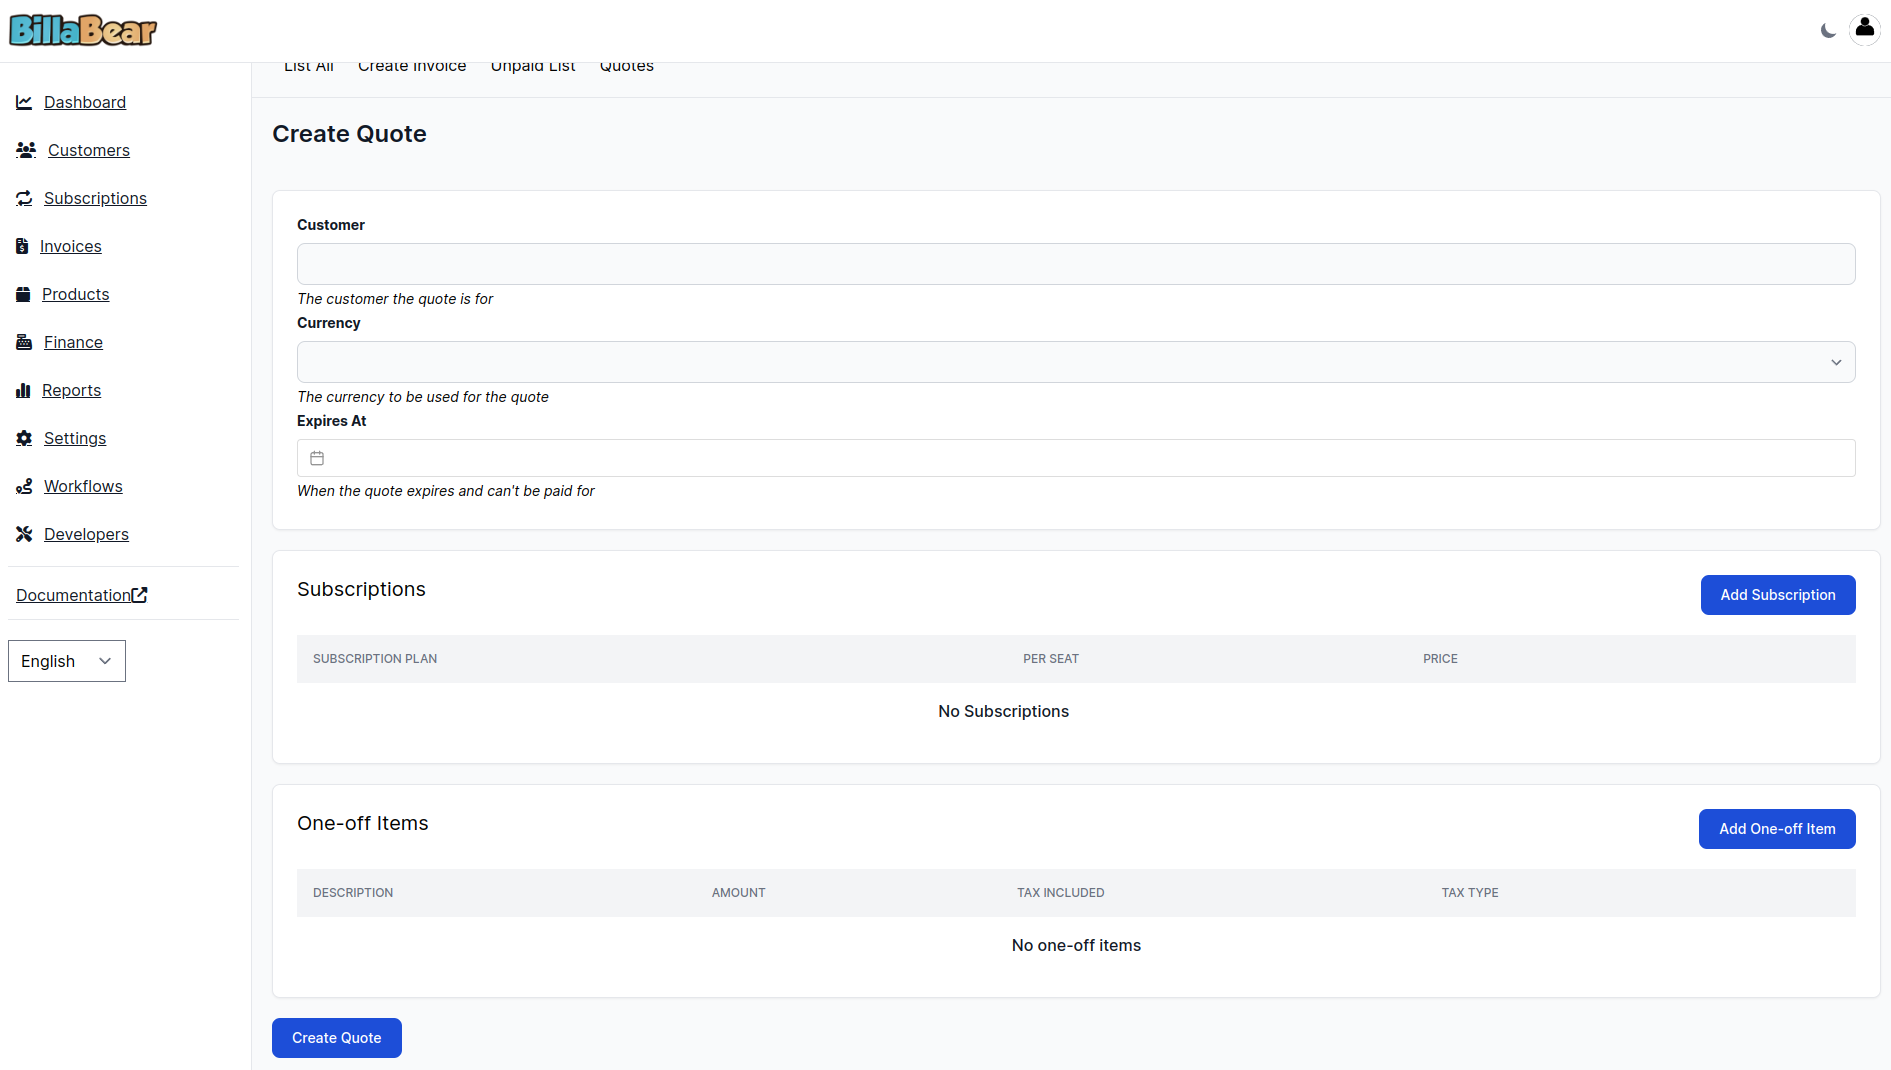 BillaBear
List All Create Invoice Unpaid List Quotes
Dashboard
Customers
Subscriptions
Invoices
Products
Finance
Reports
Settings
Workflows
Developers
Documentation
English
Create Quote
Customer
The customer the quote is for
Currency
The currency to be used for the quote
Expires At
When the quote expires and can't be paid for
Subscriptions
Add Subscription
SUBSCRIPTION PLAN PER SEAT PRICE
No Subscriptions
One-off Items
Add One-off Item
DESCRIPTION AMOUNT TAX INCLUDED TAX TYPE
No one-off items
Create Quote